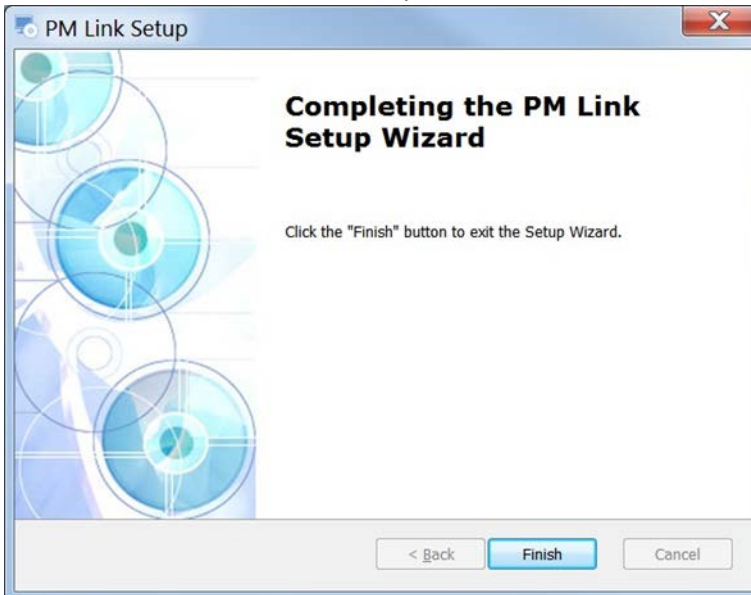 PM Link Setup
Completing the PM Link
Setup Wizard
Click the "Finish" button to exit the Setup Wizard.
< Back
Finish
Cancel